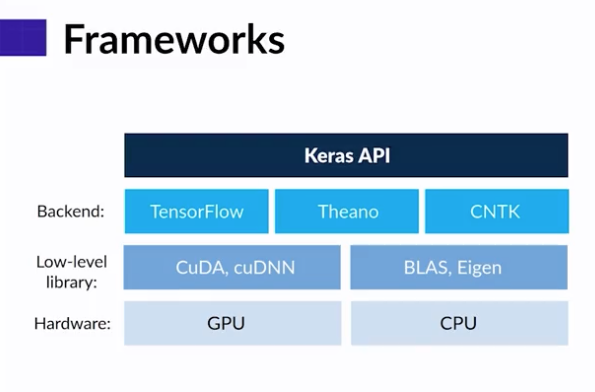 Frameworks
Keras API
Backend: TensorFlow Theano CNTK
Low-level
library:
CuDA, cuDNN BLAS, Eigen
Hardware: GPU CPU